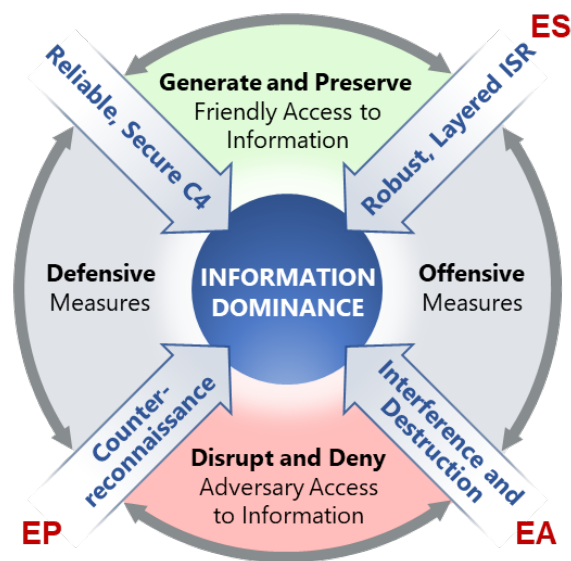 ES
Reliable, Secure C4
Generate and Preserve
Friendly Access to
Information
Robust, Layered ISR
Defensive
Measures
INFORMATION
DOMINANCE
Offensive
Measures
Counter-
reconnaissance
Disrupt and Deny
Adversary Access
to Information
Interference and
Destruction
EP
EA